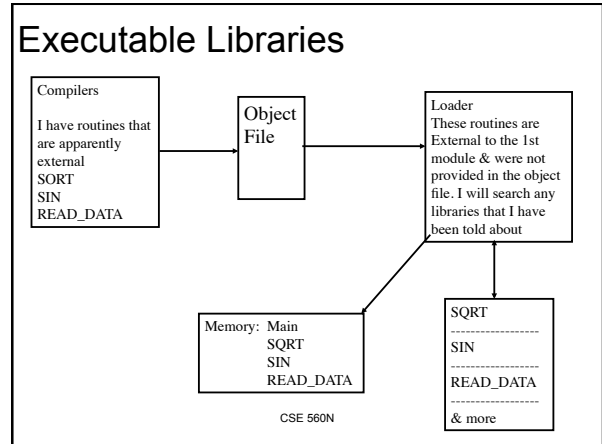 Executable Libraries
Compilers
I have routines that
are apparently
external
SORT
SIN
READ_DATA
Object
File
Loader
These routines are
External to the 1st
module & were not
provided in the object
file. I will search any
libraries that I have
been told about
Memory: Main
SQRT
SIN
READ_DATA
SQRT
-------------------
SIN
-------------------
READ_DATA
-------------------
& more
CSE 560N